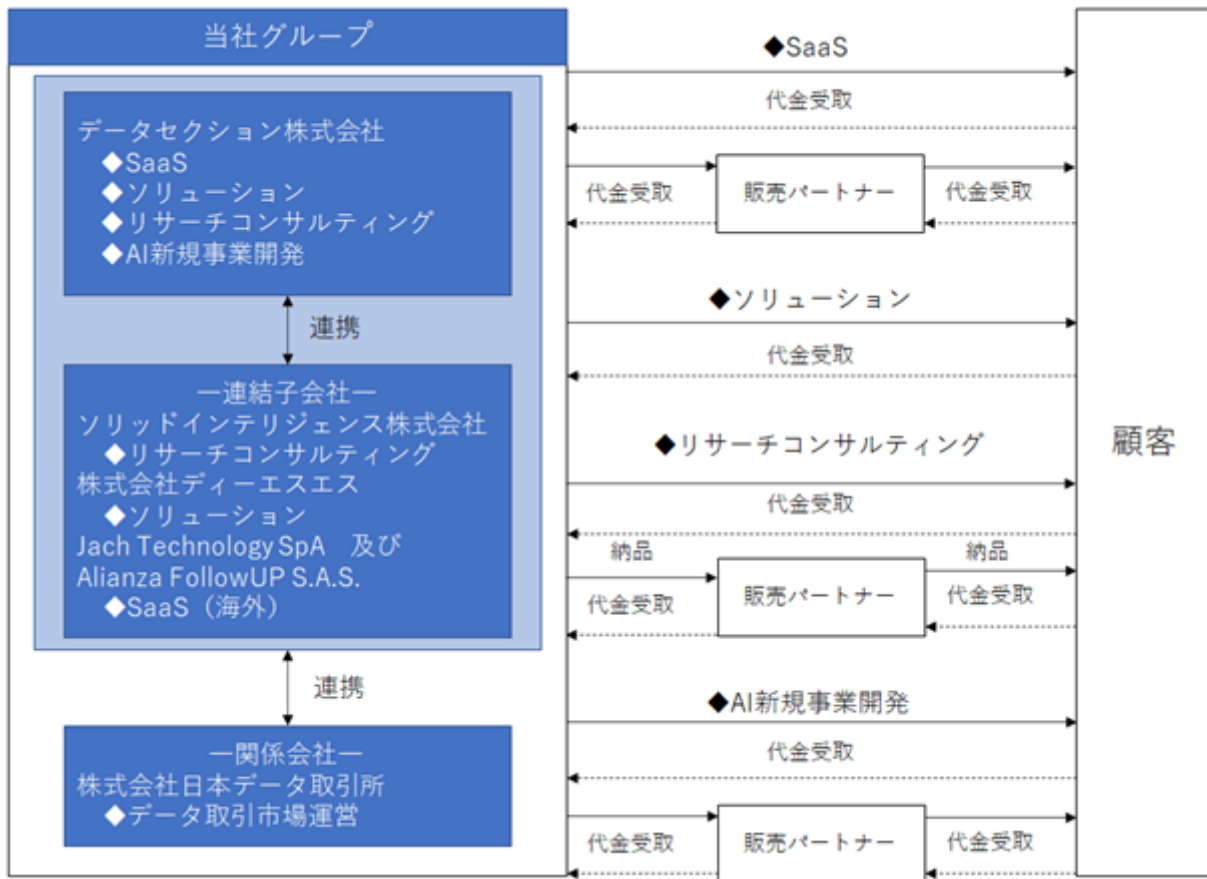 当社グループ
データセクション株式会社
◆SaaS
◆ソリューション
◆リサーチコンサルティング
◆AI新規事業開発
連携
―連結子会社―
ソリッドインテリジェンス株式会社
◆リサーチコンサルティング
株式会社ディーエスエス
◆ソリューション
Jach Technology SpA　及び
Alianza FollowUP S.A.S.
◆SaaS（海外）
連携
―関係会社―
株式会社日本データ取引所
◆データ取引市場運営
◆SaaS
代金受取
代金受取
販売パートナー
代金受取
◆ソリューション
代金受取
◆リサーチコンサルティング
代金受取
納品
代金受取
販売パートナー
納品
代金受取
◆AI新規事業開発
代金受取
代金受取
販売パートナー
代金受取
顧客